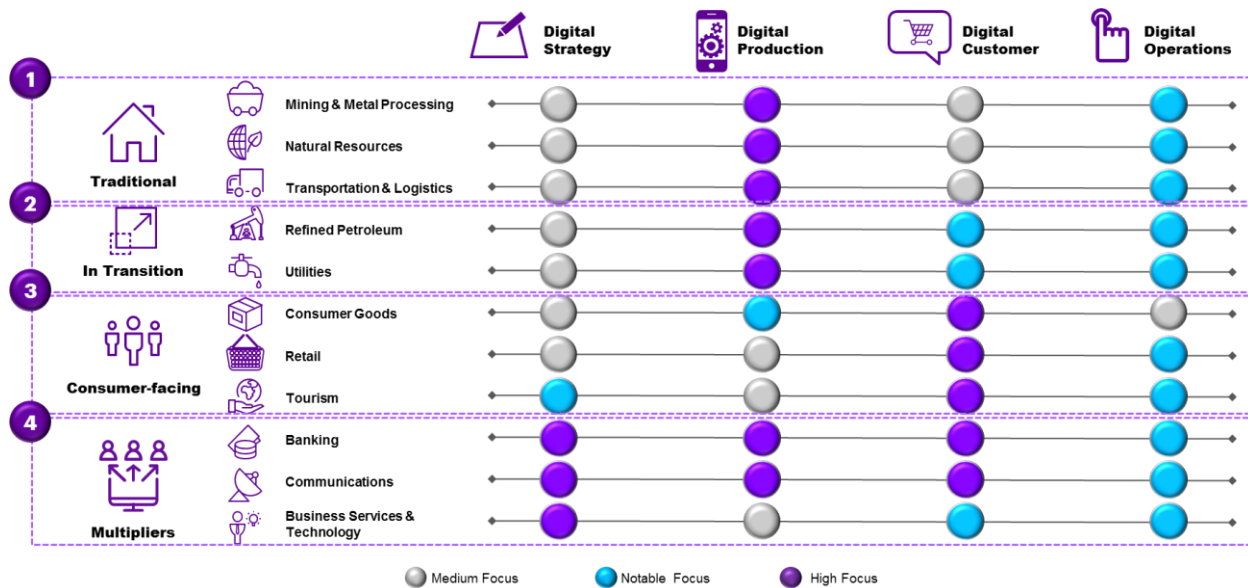 Digital
Strategy
Digital
Production
Digital
Customer
Digital
Operations
1
Traditional
Mining & Metal Processing
Natural Resources
Transportation & Logistics
2
In Transition
Refined Petroleum
Utilities
3
Consumer-facing
Consumer Goods
Retail
Tourism
4
Multipliers
Banking
Communications
Business Services &
Technology
Medium Focus
Notable Focus
High Focus